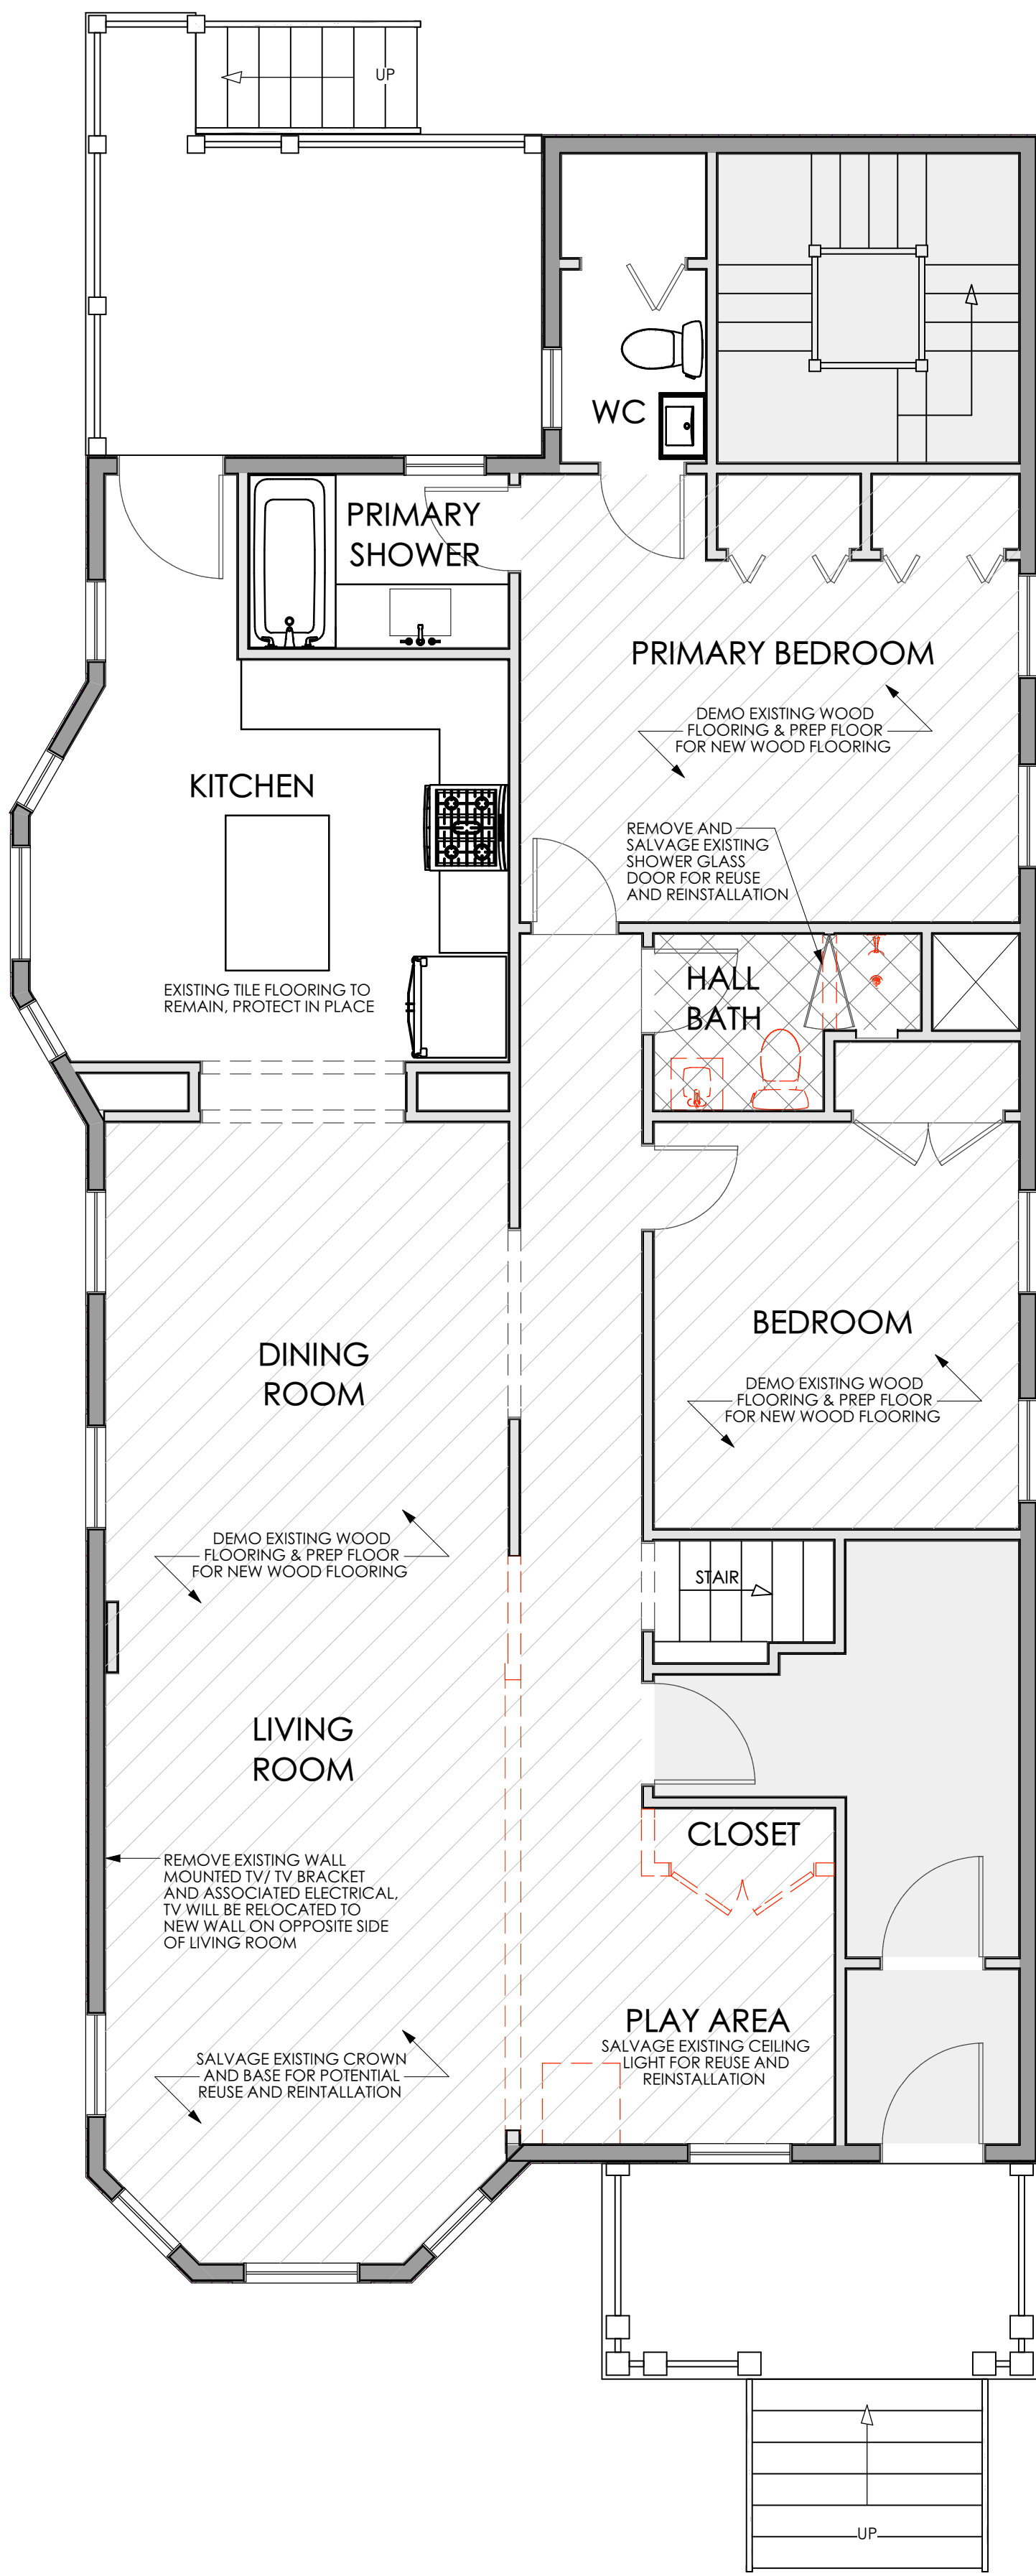 UP
WC
PRIMARY
SHOWER
PRIMARY BEDROOM
DEMO EXISTING WOOD
FLOORING & PREP FLOOR
FOR NEW WOOD FLOORING
KITCHEN
REMOVE AND
SALVAGE EXISTING
SHOWER GLASS
DOOR FOR REUSE
AND REINSTALLATION
HALL
BATH
EXISTING TILE FLOORING TO
REMAIN, PROTECT IN PLACE
BEDROOM
DEMO EXISTING WOOD
FLOORING & PREP FLOOR
FOR NEW WOOD FLOORING
DINING
ROOM
DEMO EXISTING WOOD
FLOORING & PREP FLOOR
FOR NEW WOOD FLOORING
STAIR
LIVING
ROOM
CLOSET
REMOVE EXISTING WALL
MOUNTED TV/ TV BRACKET
AND ASSOCIATED ELECTRICAL,
TV WILL BE RELOCATED TO
NEW WALL ON OPPOSITE SIDE
OF LIVING ROOM
PLAY AREA
SALVAGE EXISTING CEILING
LIGHT FOR REUSE AND
REINSTALLATION
SALVAGE EXISTING CROWN
AND BASE FOR POTENTIAL
REUSE AND REINTALLATION
UP